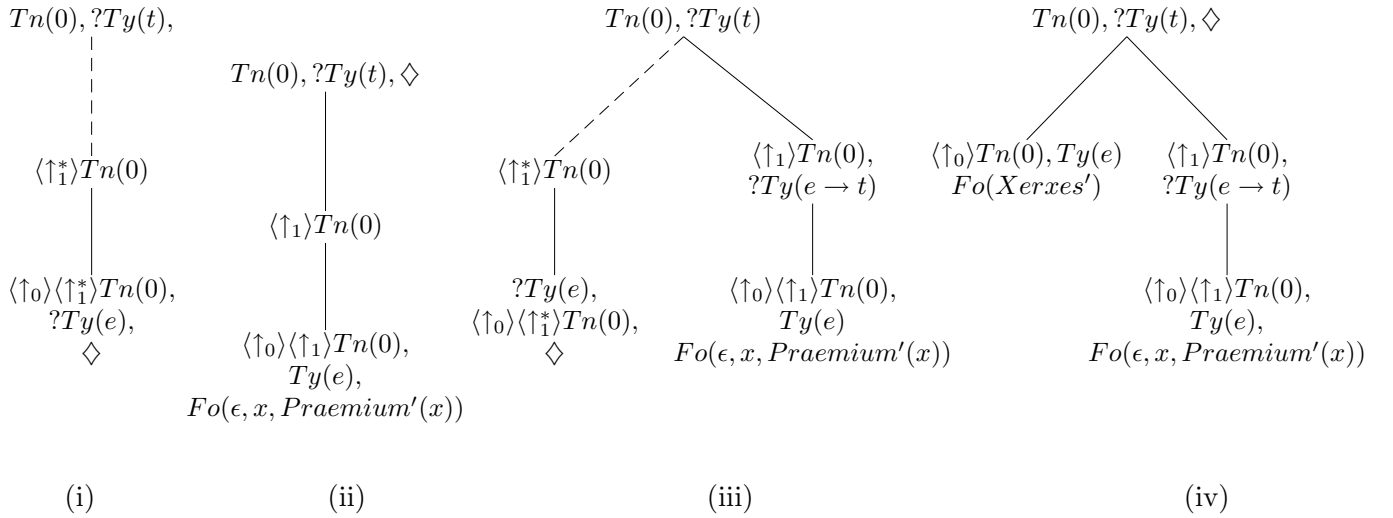 Tn(0), ?Ty(t),
⟨↑₁*⟩Tn(0)
⟨↑₀⟩⟨↑₁*⟩Tn(0),
?Ty(e),
◇
(i)
Tn(0), ?Ty(t), ◇
⟨↑₁⟩Tn(0)
⟨↑₀⟩⟨↑₁⟩Tn(0),
Ty(e),
Fo(ϵ, x, Praemium′(x))
(ii)
Tn(0), ?Ty(t)
⟨↑₁*⟩Tn(0)
?Ty(e),
⟨↑₀⟩⟨↑₁*⟩Tn(0),
◇
⟨↑₁⟩Tn(0),
?Ty(e → t)
⟨↑₀⟩⟨↑₁⟩Tn(0),
Ty(e)
Fo(ϵ, x, Praemium′(x))
(iii)
Tn(0), ?Ty(t), ◇
⟨↑₀⟩Tn(0), Ty(e)
Fo(Xerxes′)
⟨↑₁⟩Tn(0),
?Ty(e → t)
⟨↑₀⟩⟨↑₁⟩Tn(0),
Ty(e),
Fo(ϵ, x, Praemium′(x))
(iv)